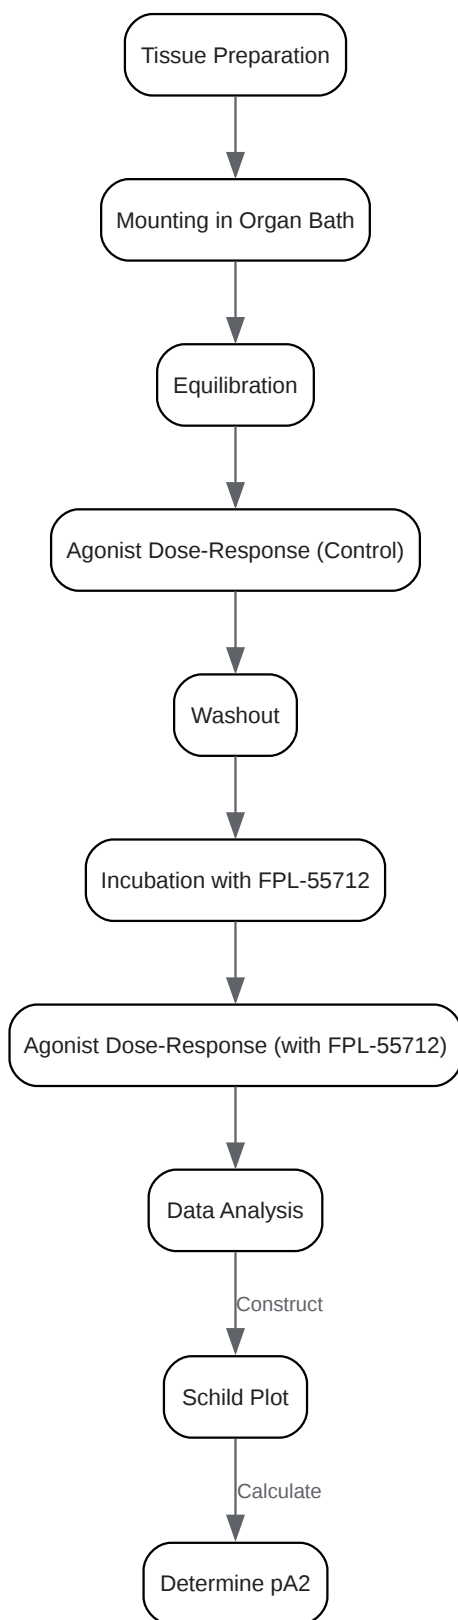 Tissue Preparation
Mounting in Organ Bath
Equilibration
Agonist Dose-Response (Control)
Washout
Incubation with FPL-55712
Agonist Dose-Response (with FPL-55712)
Data Analysis
Construct
Schild Plot
Calculate
Determine pA2